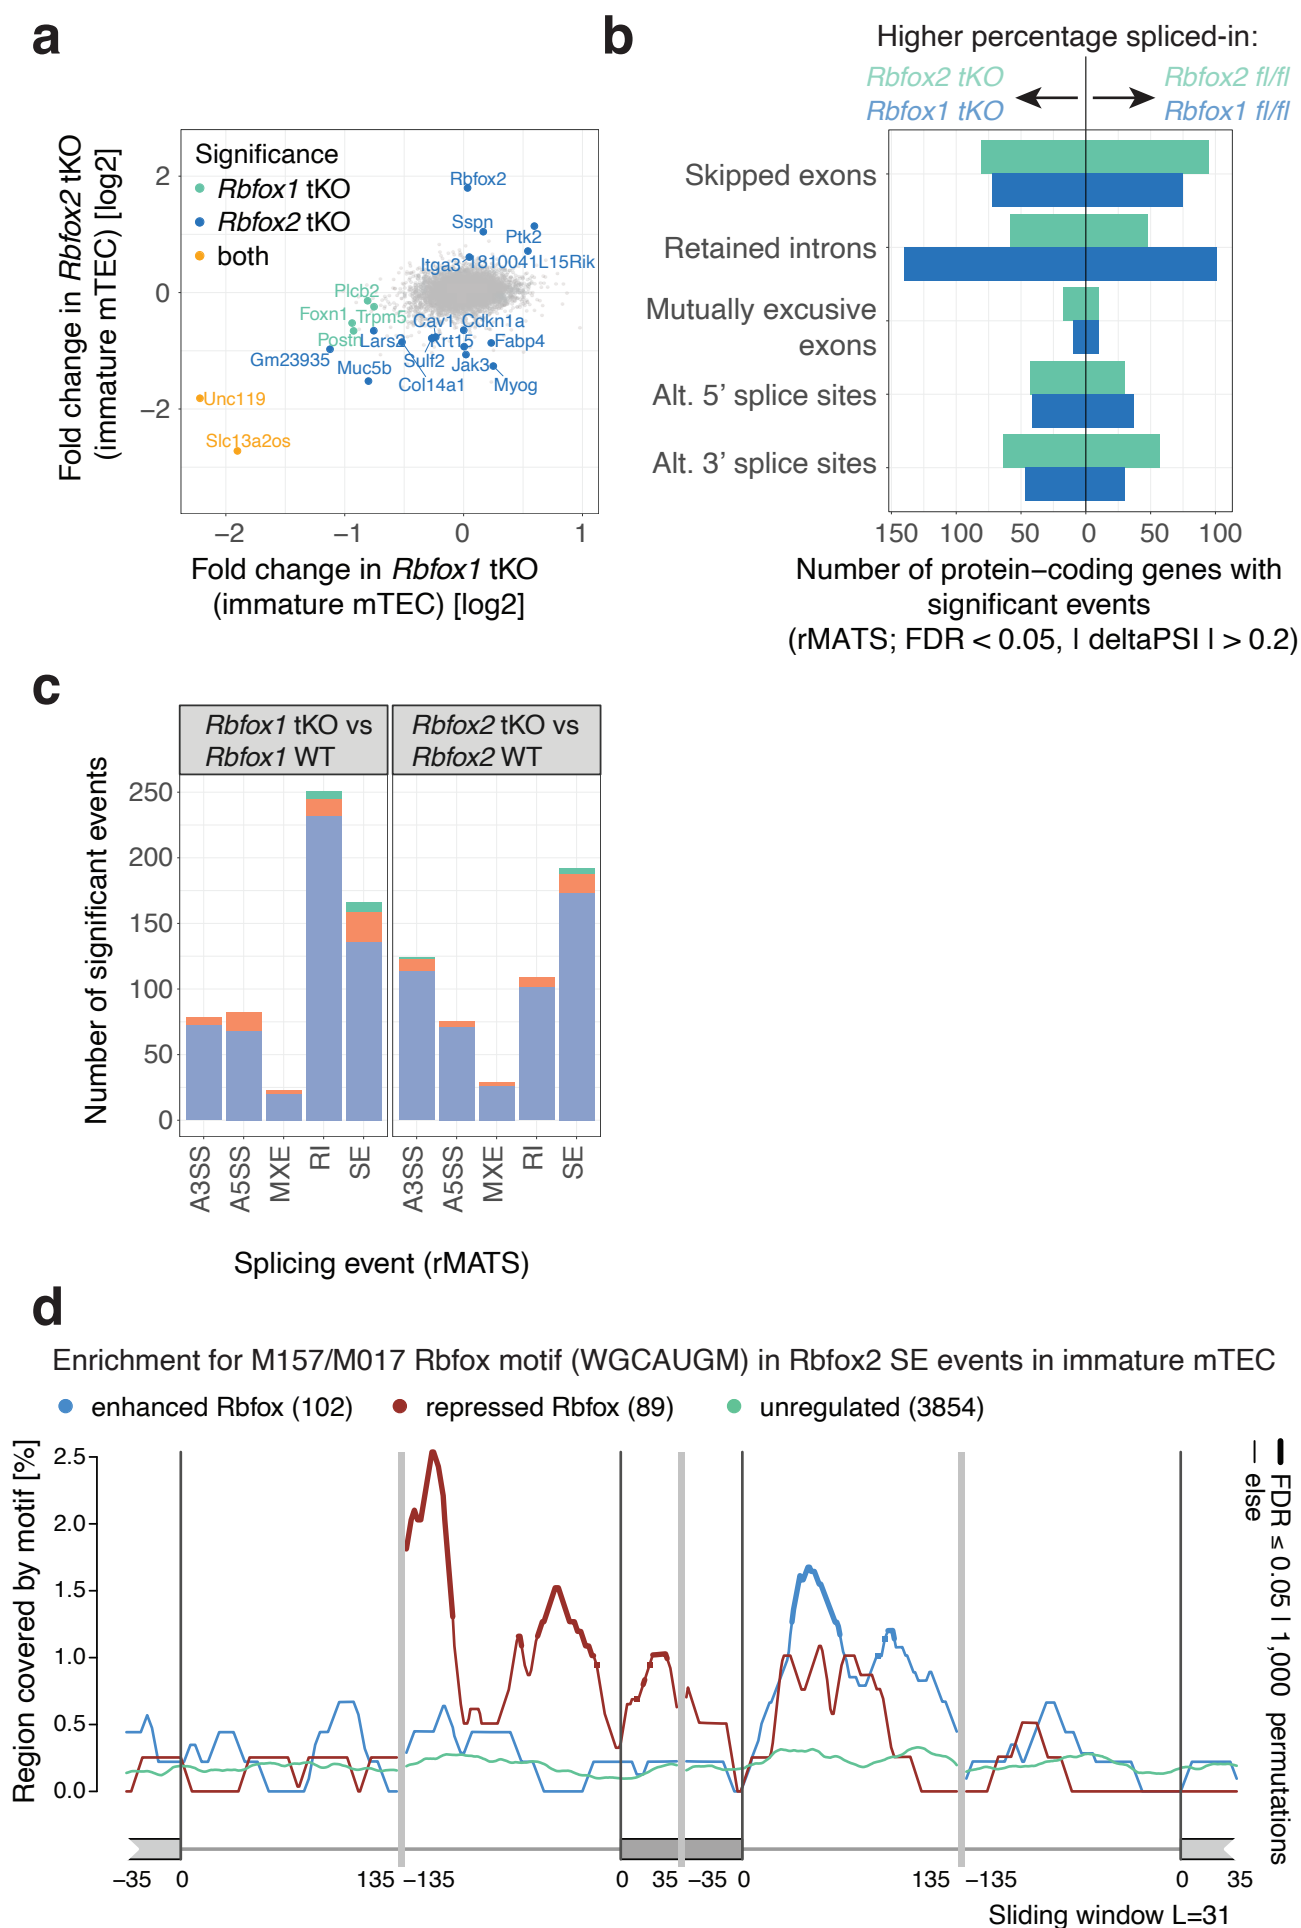 a
Fold change in Rbfox2 tKO
(immature mTEC) [log2]
2
0
−2
Significance
Rbfox1 tKO
Rbfox2 tKO
both
Rbfox2
Sspn
Ptk2
Itga3
1810041L15Rik
Plcb2
Foxn1
Trpm5
Postn
Lars2
Cav1
Cdkn1a
Krt15
Fabp4
Gm23935
Muc5b
Sulf2
Jak3
Col14a1
Myog
Unc119
Slc13a2os
−2
−1
0
1
Fold change in Rbfox1 tKO
(immature mTEC) [log2]
b
Higher percentage spliced-in:
Rbfox2 tKO
Rbfox2 fl/fl
Rbfox1 tKO
Rbfox1 fl/fl
Skipped exons
Retained introns
Mutually excusive
exons
Alt. 5’ splice sites
Alt. 3’ splice sites
150 100 50 0 50 100
Number of protein−coding genes with
significant events
(rMATS; FDR < 0.05, | deltaPSI | > 0.2)
c
Rbfox1 tKO vs
Rbfox1 WT
Rbfox2 tKO vs
Rbfox2 WT
Number of significant events
250
200
150
100
50
0
A3SS
A5SS
MXE
RI
SE
A3SS
A5SS
MXE
RI
SE
Splicing event (rMATS)
d
Enrichment for M157/M017 Rbfox motif (WGCAUGM) in Rbfox2 SE events in immature mTEC
enhanced Rbfox (102)
repressed Rbfox (89)
unregulated (3854)
Region covered by motif [%]
2.5
2.0
1.5
1.0
0.5
0.0
FDR ≤ 0.05 | 1,000 permutations
else
−35 0 135 −135 0 35 −35 0 135 −135 0 35
Sliding window L=31